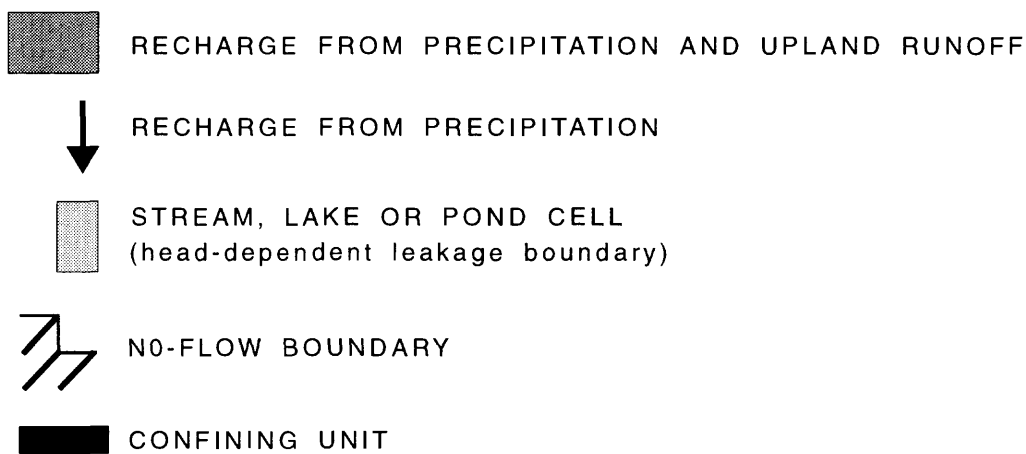 RECHARGE FROM PRECIPITATION AND UPLAND RUNOFF
RECHARGE FROM PRECIPITATION
STREAM, LAKE OR POND CELL
(head-dependent leakage boundary)
N0-FLOW BOUNDARY
CONFINING UNIT